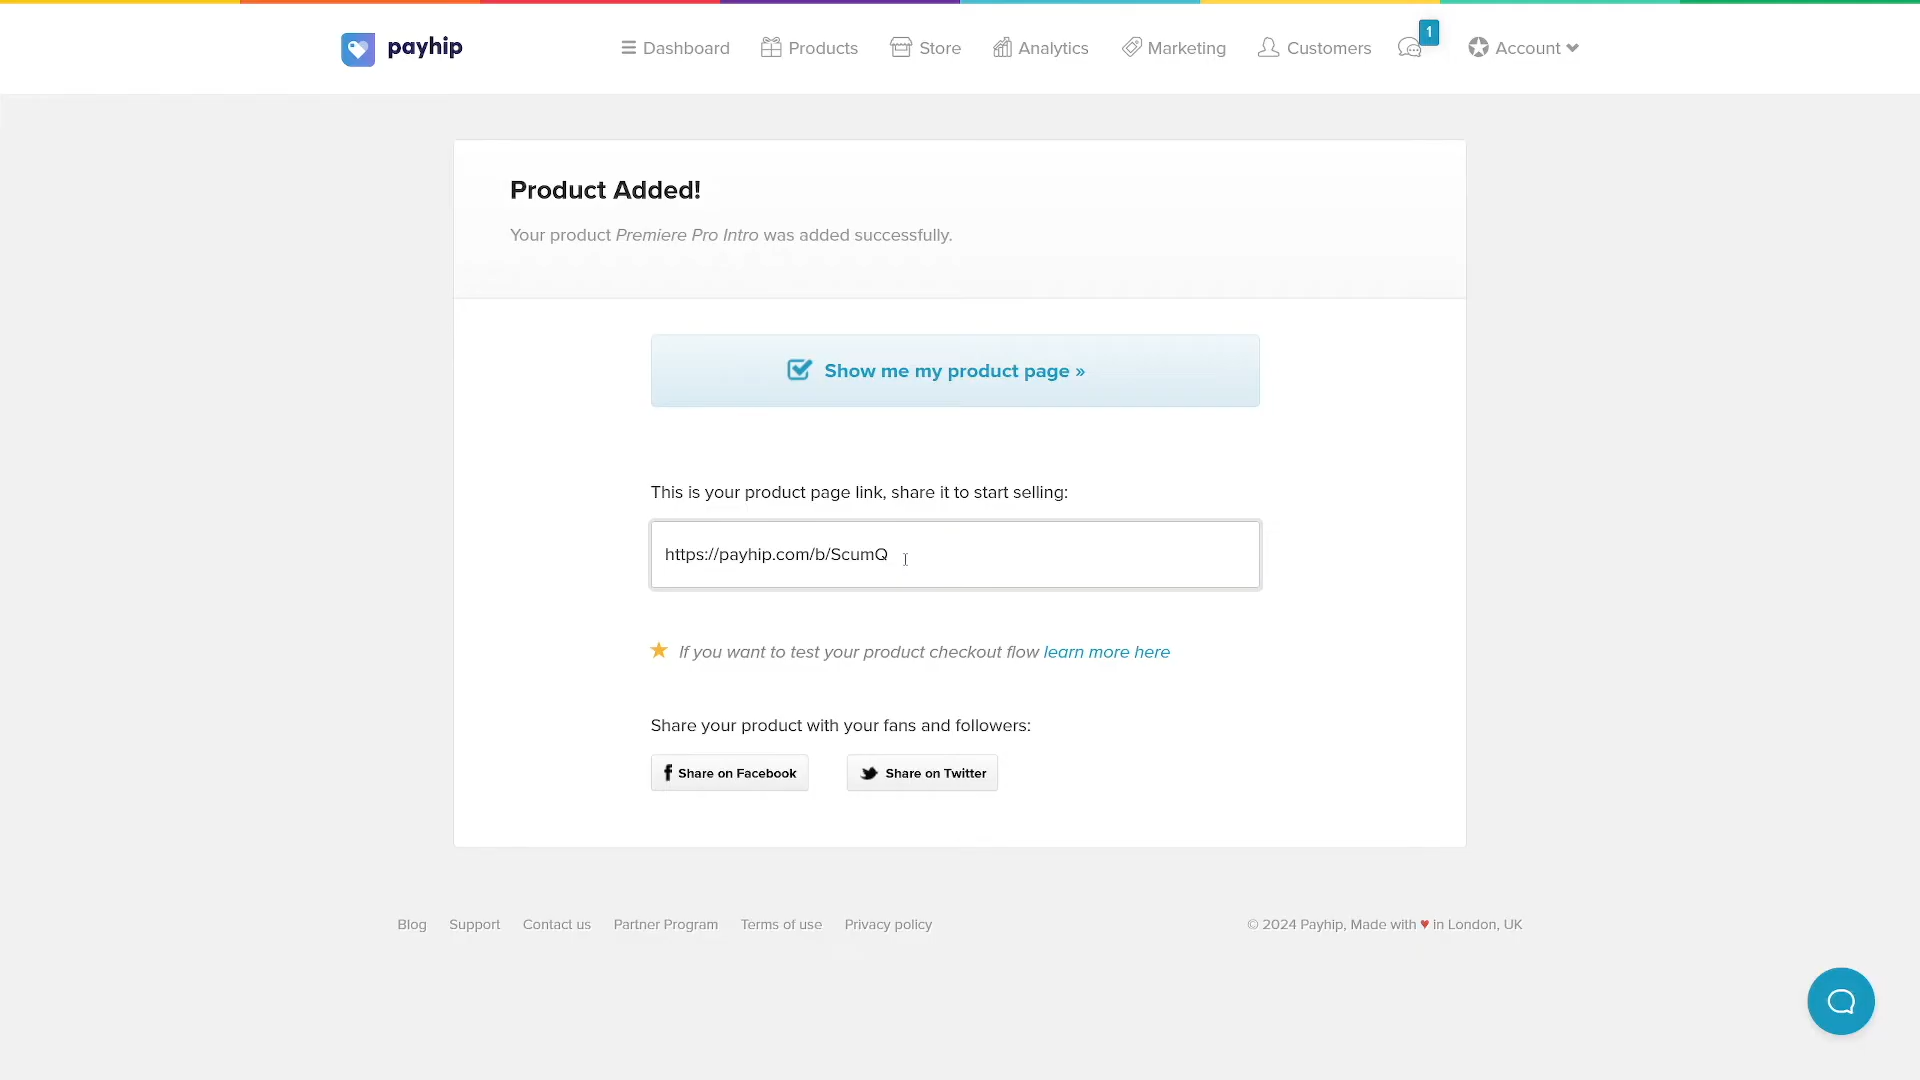 payhip
Dashboard
Products
Store
Analytics
Marketing
Customers
1
Account
Product Added!
Your product Premiere Pro Intro was added successfully.
Show me my product page »
This is your product page link, share it to start selling:
https://payhip.com/b/ScumQ
If you want to test your product checkout flow learn more here
Share your product with your fans and followers:
Share on Facebook
Share on Twitter
Blog
Support
Contact us
Partner Program
Terms of use
Privacy policy
© 2024 Payhip, Made with ♥ in London, UK